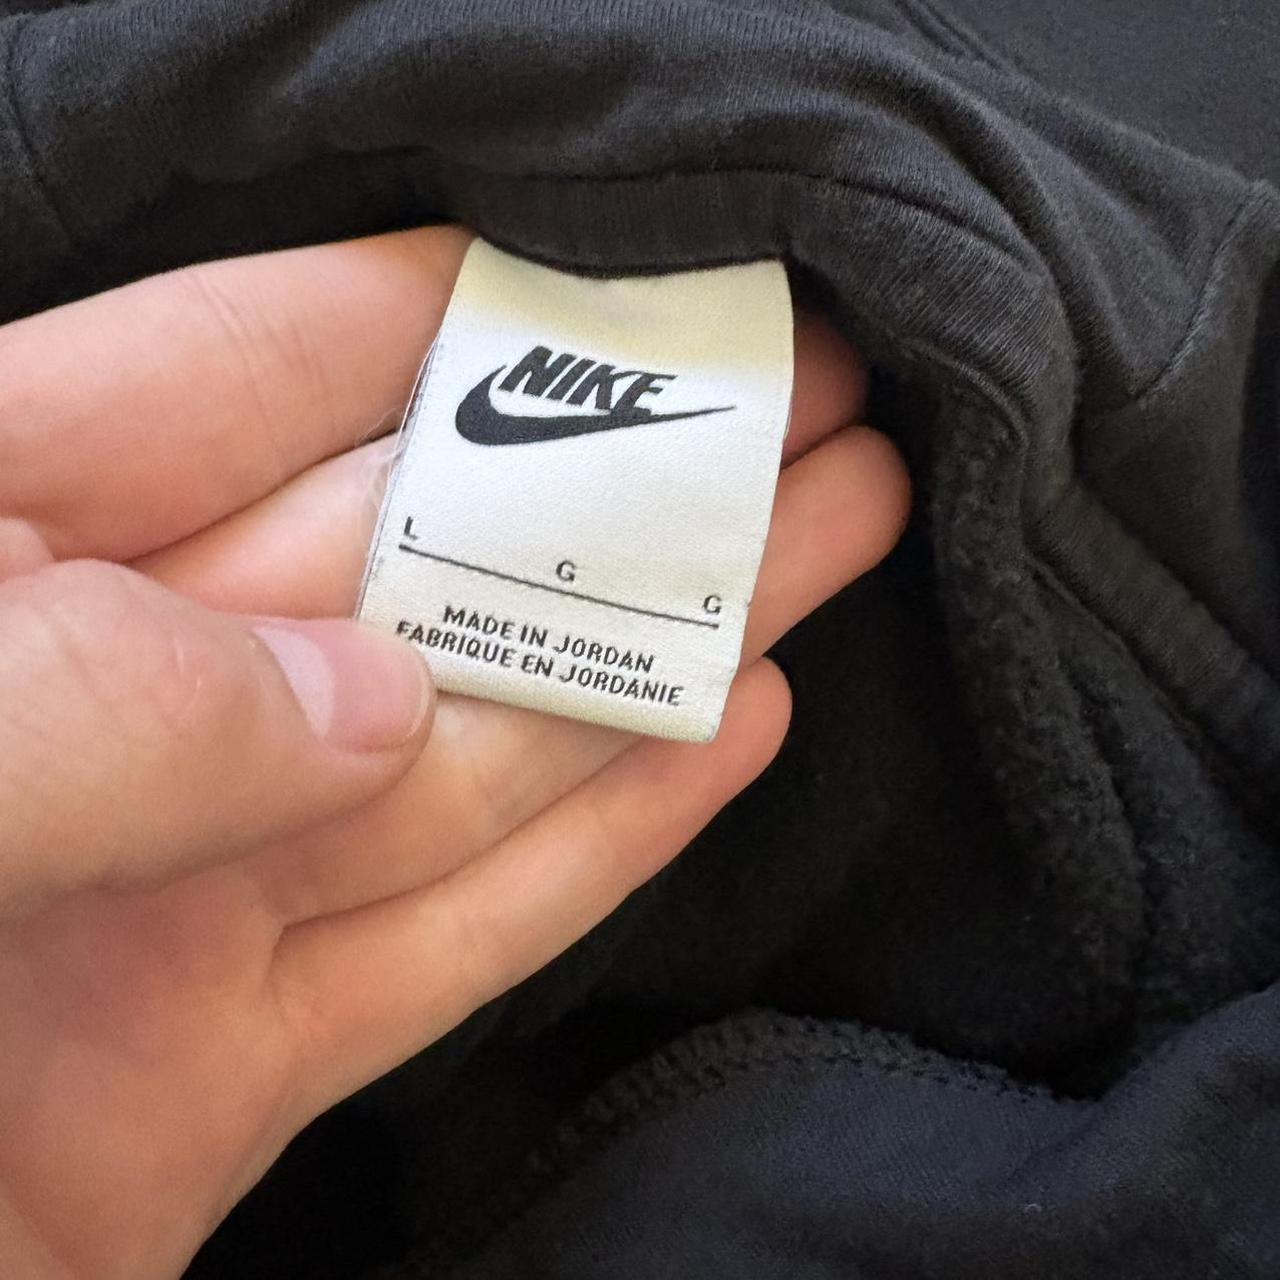 NIKE
L G G
MADE IN JORDAN
FABRIQUE EN JORDANIE